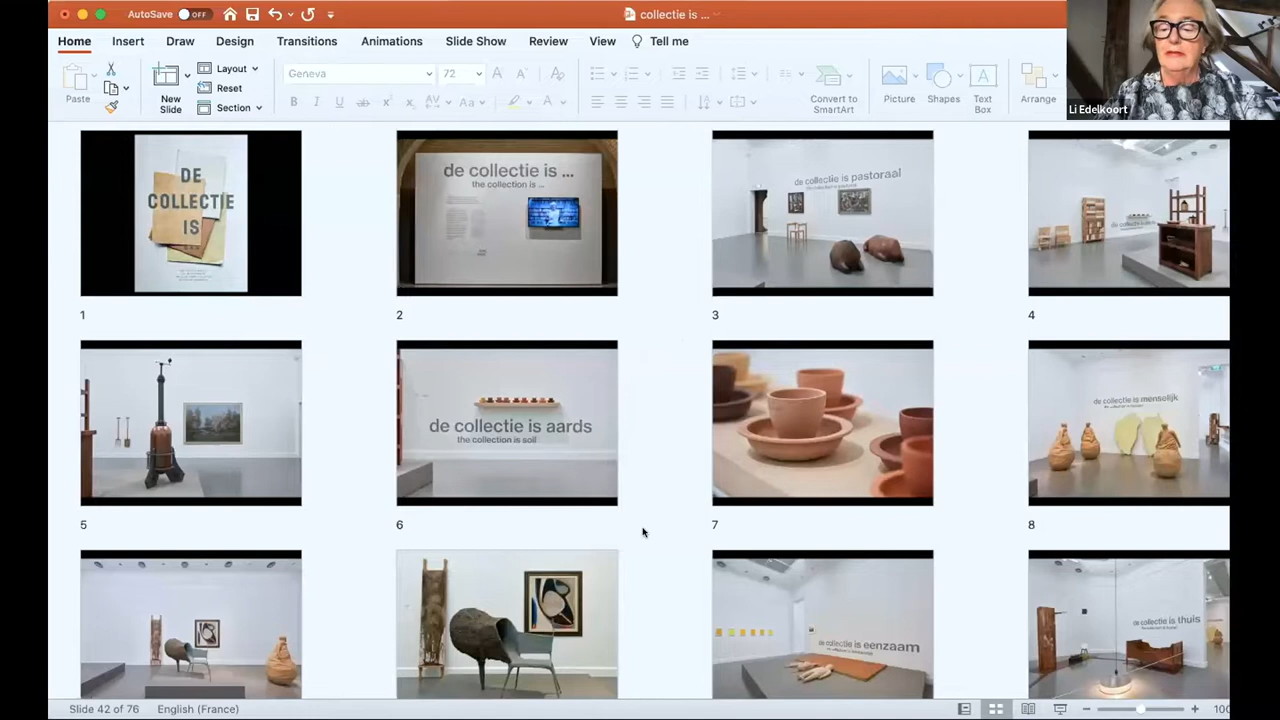 AutoSave OFF
collectie is ...
Home Insert Draw Design Transitions Animations Slide Show Review View Tell me
Paste
New
Slide
Layout
Reset
Section
Geneva 72
Convert to
SmartArt
Picture
Shapes
Text
Box
Arrange
Li Edelkoort
DE
COLLECTIE
IS
1
de collectie is ...
the collection is ...
2
de collectie is pastoraal
3
4
5
de collectie is aards
the collection is soil
6
7
de collectie is menselijk
8
de collectie is eenzaam
de collectie is thuis
Slide 42 of 76 English (France)
100